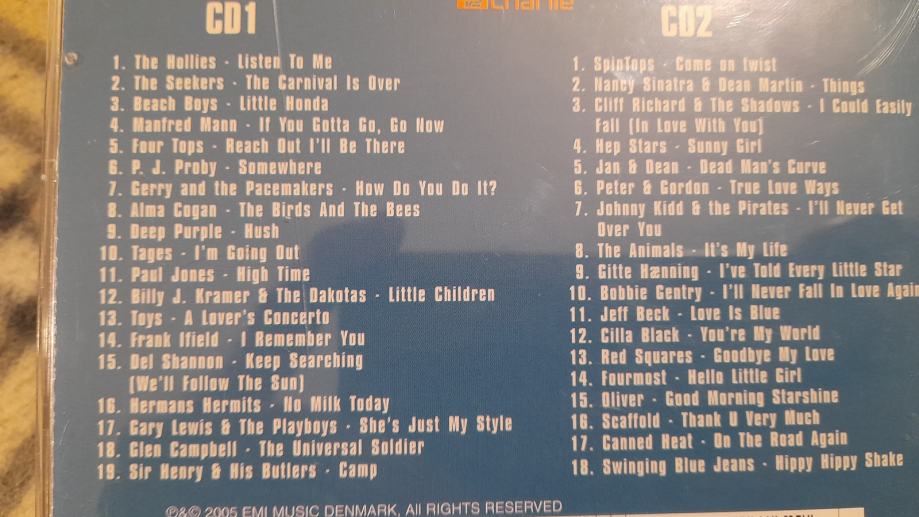 CD1
1. The Hollies - Listen To Me
2. The Seekers - The Carnival Is Over
3. Beach Boys - Little Honda
4. Manfred Mann - If You Gotta Go, Go Now
5. Four Tops - Reach Out I'll Be There
6. P. J. Proby - Somewhere
7. Gerry and the Pacemakers - How Do You Do It?
8. Alma Cogan - The Birds And The Bees
9. Deep Purple - Hush
10. Tages - I'm Going Out
11. Paul Jones - High Time
12. Billy J. Kramer & The Dakotas - Little Children
13. Toys - A Lover's Concerto
14. Frank Ifield - I Remember You
15. Del Shannon - Keep Searching
(We'll Follow The Sun)
16. Hermans Hermits - No Milk Today
17. Gary Lewis & The Playboys - She's Just My Style
18. Glen Campbell - The Universal Soldier
19. Sir Henry & His Butlers - Camp
CD2
1. SpinTops - Come on twist
2. Nancy Sinatra & Dean Martin - Things
3. Cliff Richard & The Shadows - I Could Easily
Fall (In Love With You)
4. Hep Stars - Sunny Girl
5. Jan & Dean - Dead Man's Curve
6. Peter & Gordon - True Love Ways
7. Johnny Kidd & the Pirates - I'll Never Get
Over You
8. The Animals - It's My Life
9. Gitte Hænning - I've Told Every Little Star
10. Bobbie Gentry - I'll Never Fall In Love Again
11. Jeff Beck - Love Is Blue
12. Cilla Black - You're My World
13. Red Squares - Goodbye My Love
14. Fourmost - Hello Little Girl
15. Oliver - Good Morning Starshine
16. Scaffold - Thank U Very Much
17. Canned Heat - On The Road Again
18. Swinging Blue Jeans - Hippy Hippy Shake
℗&© 2005 EMI MUSIC DENMARK, All RIGHTS RESERVED